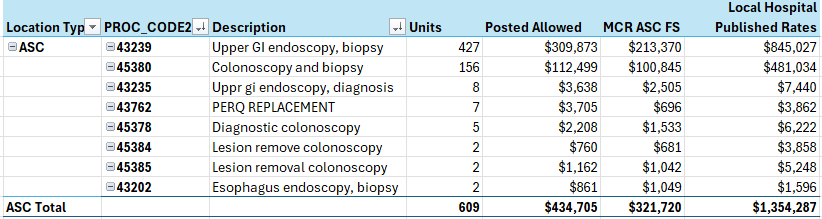 Local Hospital
Location Typ PROC_CODE2 Description Units Posted Allowed MCR ASC FS Published Rates
ASC 43239 Upper GI endoscopy, biopsy 427 $309,873 $213,370 $845,027
45380 Colonoscopy and biopsy 156 $112,499 $100,845 $481,034
43235 Uppr gi endoscopy, diagnosis 8 $3,638 $2,505 $7,440
43762 PERQ REPLACEMENT 7 $3,705 $696 $3,862
45378 Diagnostic colonoscopy 5 $2,208 $1,533 $6,222
45384 Lesion remove colonoscopy 2 $760 $681 $3,858
45385 Lesion removal colonoscopy 2 $1,162 $1,042 $5,248
43202 Esophagus endoscopy, biopsy 2 $861 $1,049 $1,596
ASC Total 609 $434,705 $321,720 $1,354,287